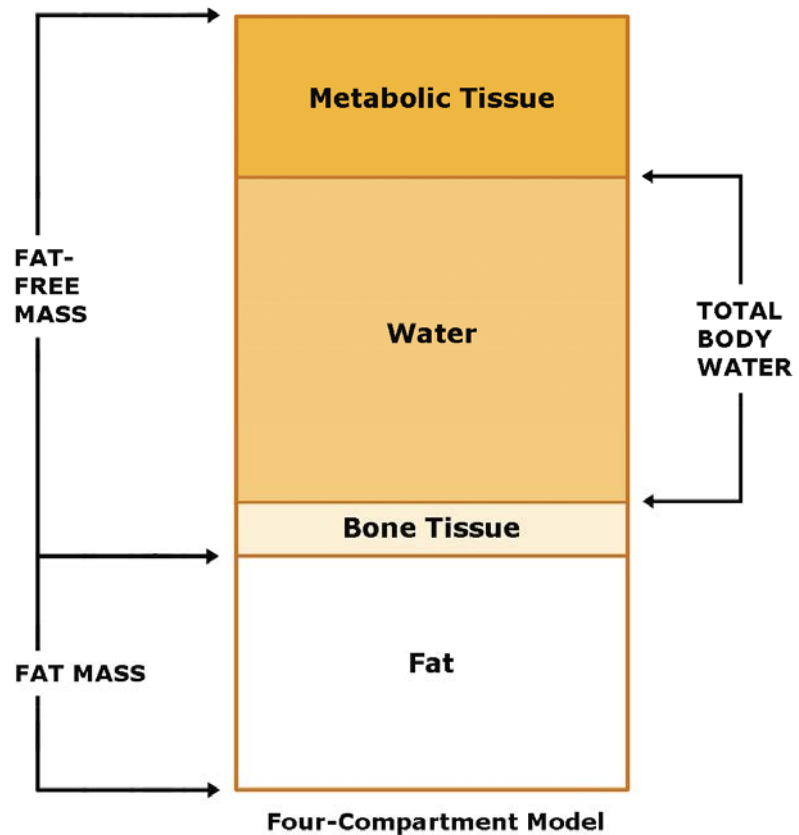 Metabolic Tissue
FAT-
FREE
MASS
Water
TOTAL
BODY
WATER
Bone Tissue
Fat
FAT MASS
Four-Compartment Model